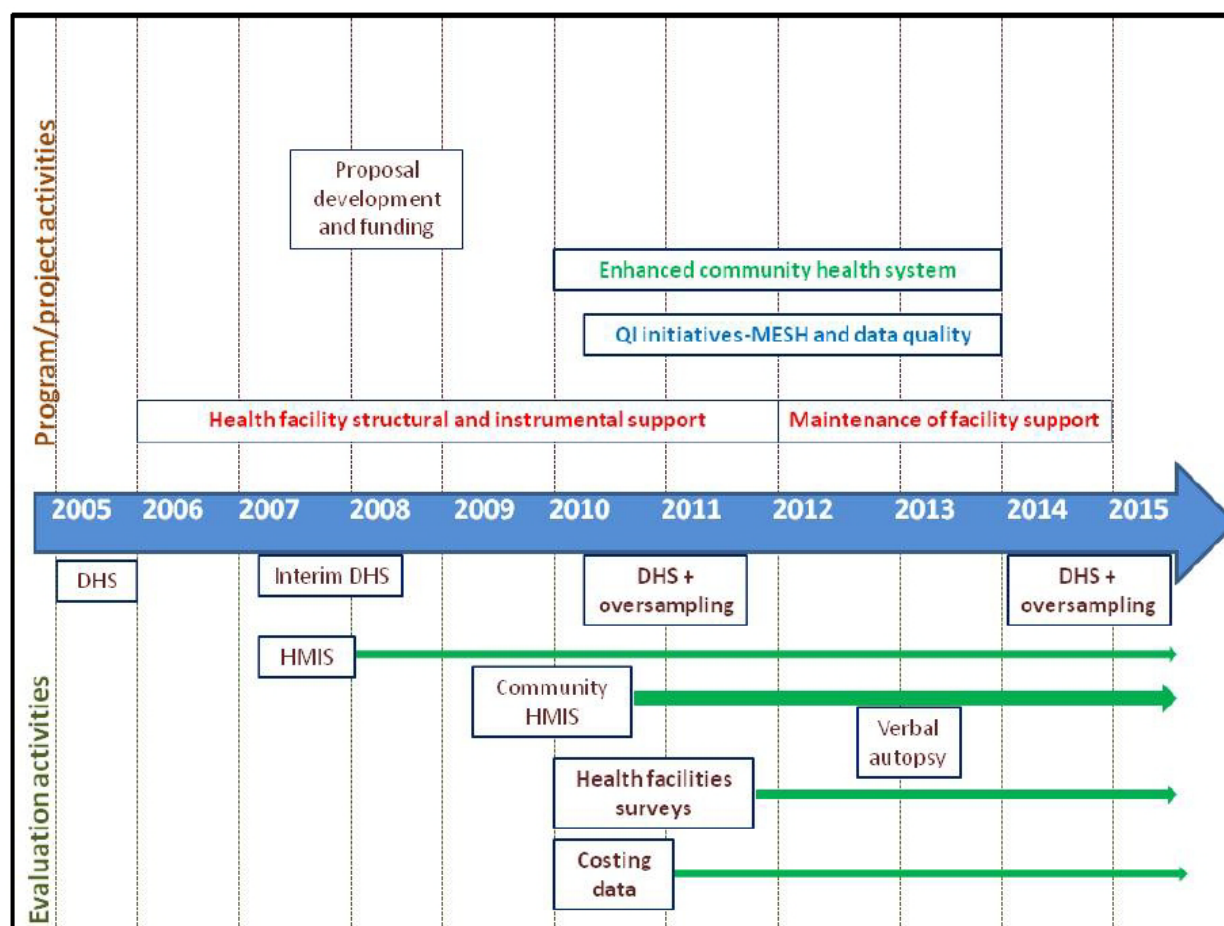 Program/project activities
Proposal
development
and funding
Enhanced community health system
QI initiatives-MESH and data quality
Health facility structural and instrumental support
Maintenance of facility support
2005 2006 2007 2008 2009 2010 2011 2012 2013 2014 2015
Evaluation activities
DHS
Interim DHS
DHS +
oversampling
DHS +
oversampling
HMIS
Community
HMIS
Verbal
autopsy
Health facilities
surveys
Costing
data